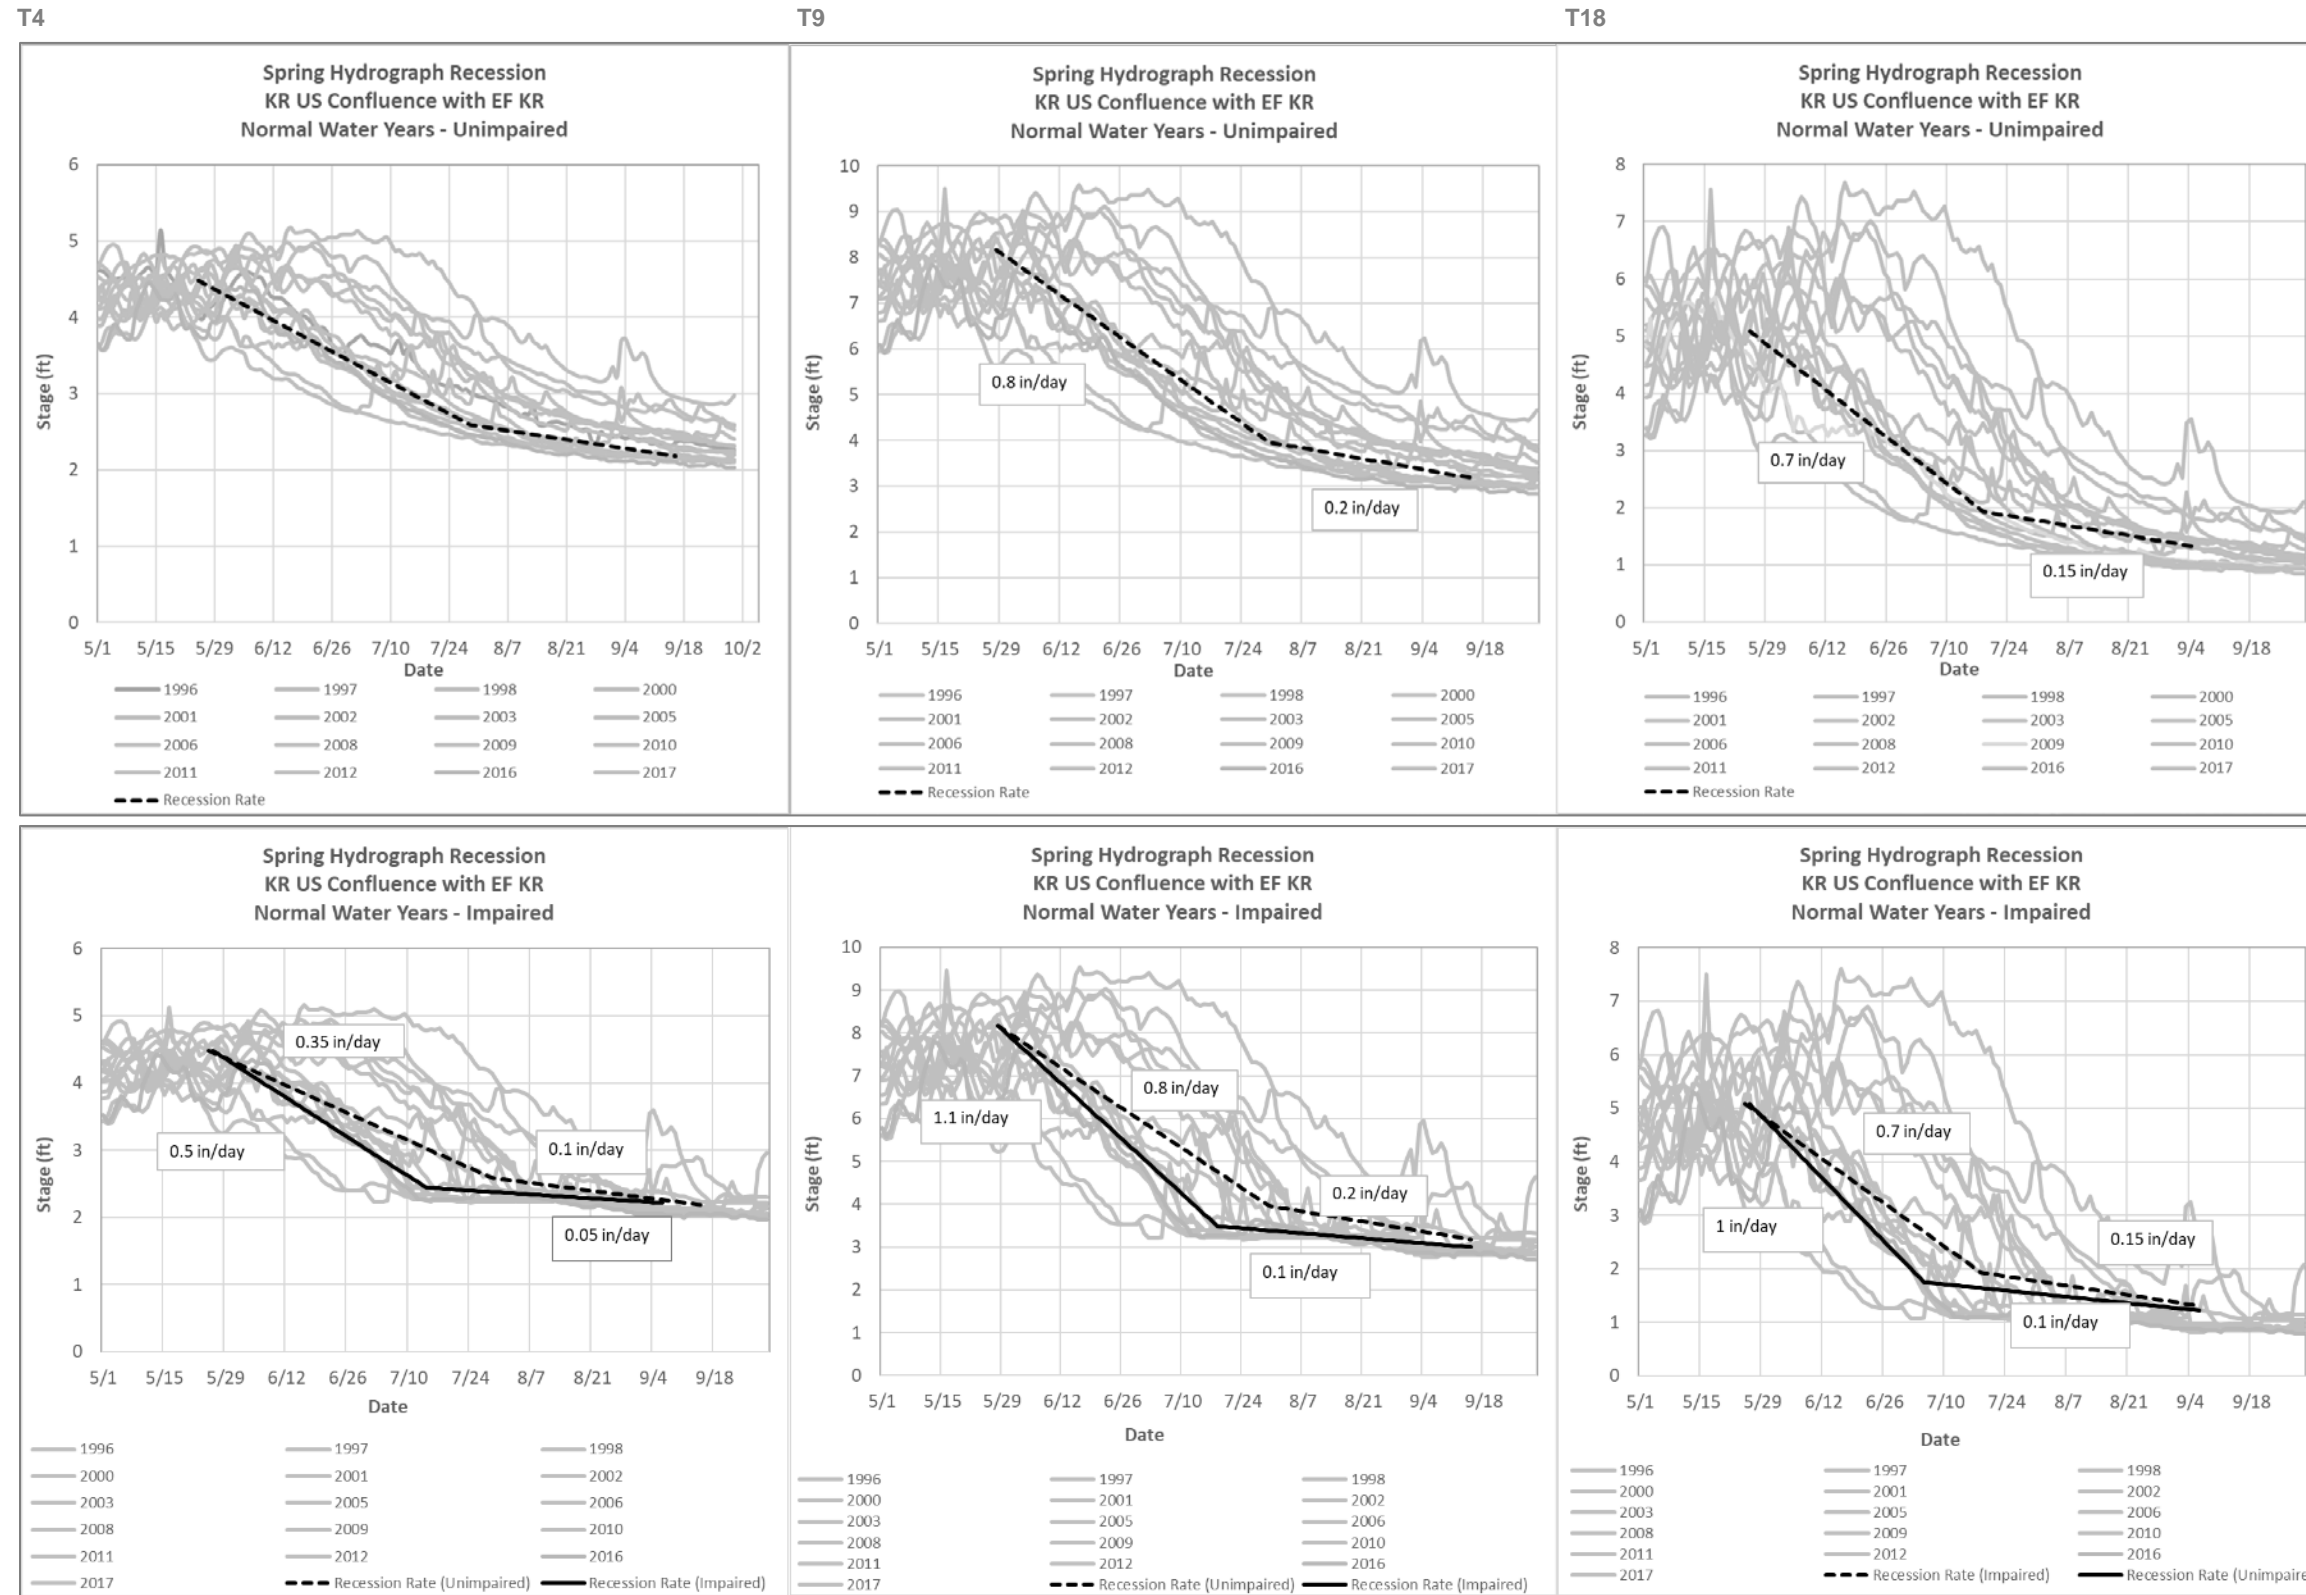 T4
T9
T18
Spring Hydrograph Recession
KR US Confluence with EF KR
Normal Water Years - Unimpaired
6
5
4
3
2
1
0
Stage (ft)
5/1 5/15 5/29 6/12 6/26 7/10 7/24 8/7 8/21 9/4 9/18 10/2
Date
1996 1997 1998 2000
2001 2002 2003 2005
2006 2008 2009 2010
2011 2012 2016 2017
Recession Rate
Spring Hydrograph Recession
KR US Confluence with EF KR
Normal Water Years - Unimpaired
10
9
8
7
6
5
4
3
2
1
0
Stage (ft)
0.8 in/day
0.2 in/day
5/1 5/15 5/29 6/12 6/26 7/10 7/24 8/7 8/21 9/4 9/18
Date
1996 1997 1998 2000
2001 2002 2003 2005
2006 2008 2009 2010
2011 2012 2016 2017
Recession Rate
Spring Hydrograph Recession
KR US Confluence with EF KR
Normal Water Years - Unimpaired
8
7
6
5
4
3
2
1
0
Stage (ft)
0.7 in/day
0.15 in/day
5/1 5/15 5/29 6/12 6/26 7/10 7/24 8/7 8/21 9/4 9/18
Date
1996 1997 1998 2000
2001 2002 2003 2005
2006 2008 2009 2010
2011 2012 2016 2017
Recession Rate
Spring Hydrograph Recession
KR US Confluence with EF KR
Normal Water Years - Impaired
6
5
4
3
2
1
0
Stage (ft)
0.35 in/day
0.5 in/day
0.1 in/day
0.05 in/day
5/1 5/15 5/29 6/12 6/26 7/10 7/24 8/7 8/21 9/4 9/18
Date
1996 1997 1998
2000 2001 2002
2003 2005 2006
2008 2009 2010
2011 2012 2016
2017 Recession Rate (Unimpaired) Recession Rate (Impaired)
Spring Hydrograph Recession
KR US Confluence with EF KR
Normal Water Years - Impaired
10
9
8
7
6
5
4
3
2
1
0
Stage (ft)
0.8 in/day
1.1 in/day
0.2 in/day
0.1 in/day
5/1 5/15 5/29 6/12 6/26 7/10 7/24 8/7 8/21 9/4 9/18
Date
1996 1997 1998
2000 2001 2002
2003 2005 2006
2008 2009 2010
2011 2012 2016
2017 Recession Rate (Unimpaired) Recession Rate (Impaired)
Spring Hydrograph Recession
KR US Confluence with EF KR
Normal Water Years - Impaired
8
7
6
5
4
3
2
1
0
Stage (ft)
0.7 in/day
1 in/day
0.15 in/day
0.1 in/day
5/1 5/15 5/29 6/12 6/26 7/10 7/24 8/7 8/21 9/4 9/18
Date
1996 1997 1998
2000 2001 2002
2003 2005 2006
2008 2009 2010
2011 2012 2016
2017 Recession Rate (Impaired) Recession Rate (Unimpaire